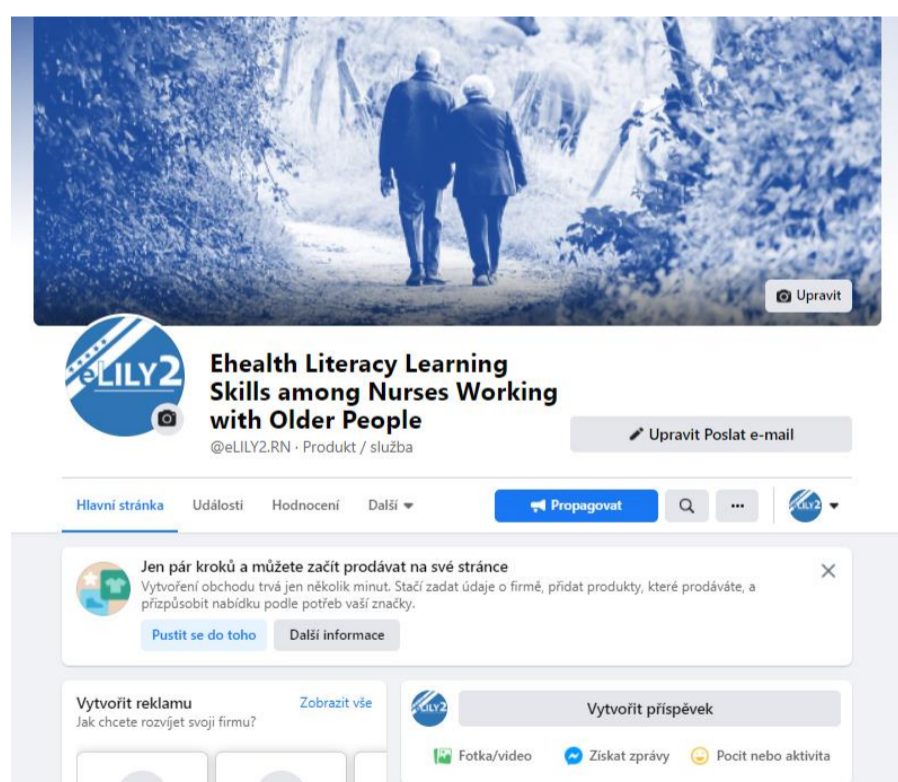 Upravit
eLILY2
Ehealth Literacy Learning
Skills among Nurses Working
with Older People
@eLILY2.RN · Produkt / služba
Upravit Poslat e-mail
Hlavní stránka
Události
Hodnocení
Další
Propagovat
LILY2
Jen pár kroků a můžete začít prodávat na své stránce
Vytvoření obchodu trvá jen několik minut. Stačí zadat údaje o firmě, přidat produkty, které prodáváte, a
přizpůsobit nabídku podle potřeb vaší značky.
Pustit se do toho
Další informace
Vytvořit reklamu
Zobrazit vše
Jak chcete rozvíjet svoji firmu?
LILY2
Vytvořit příspěvek
Fotka/video
Získat zprávy
Pocit nebo aktivita